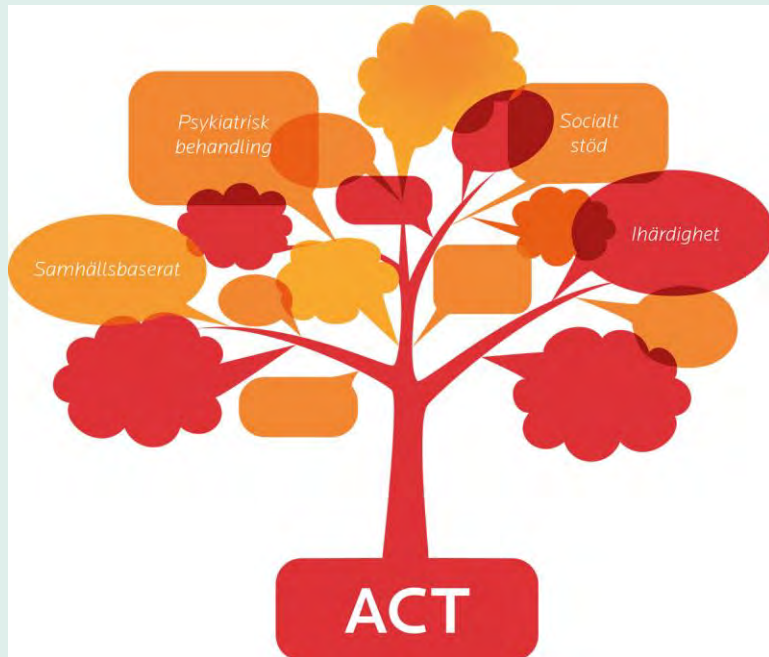 Psykiatrisk
behandling
Socialt
stöd
Samhällsbaserat
Ihärdighet
ACT